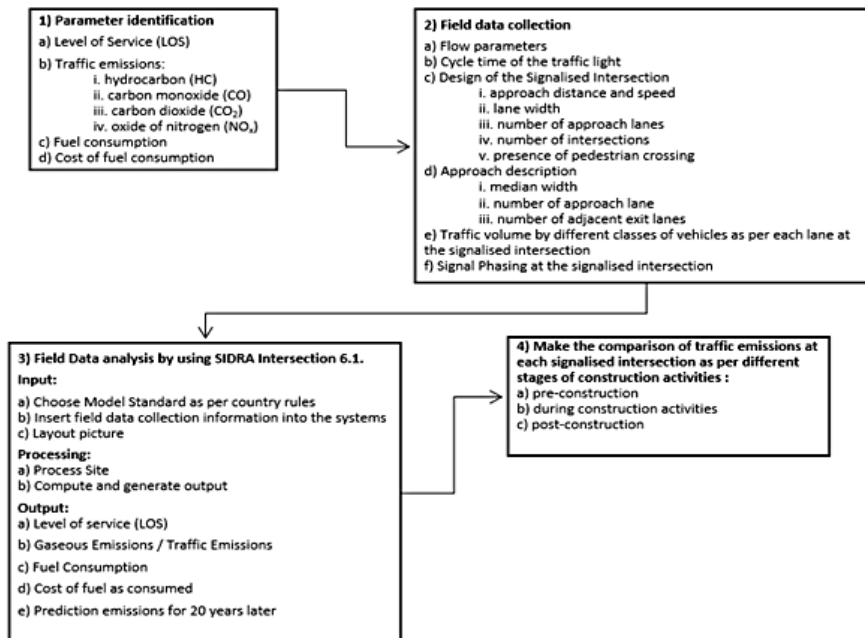 1) Parameter identification
a) Level of Service (LOS)
b) Traffic emissions:
i. hydrocarbon (HC)
ii. carbon monoxide (CO)
iii. carbon dioxide (CO₂)
iv. oxide of nitrogen (NOₓ)
c) Fuel consumption
d) Cost of fuel consumption
2) Field data collection
a) Flow parameters
b) Cycle time of the traffic light
c) Design of the Signalised Intersection
i. approach distance and speed
ii. lane width
iii. number of approach lanes
iv. number of intersections
v. presence of pedestrian crossing
d) Approach description
i. median width
ii. number of approach lane
iii. number of adjacent exit lanes
e) Traffic volume by different classes of vehicles as per each lane at
the signalised intersection
f) Signal Phasing at the signalised intersection
3) Field Data analysis by using SIDRA Intersection 6.1.
Input:
a) Choose Model Standard as per country rules
b) Insert field data collection information into the systems
c) Layout picture
Processing:
a) Process Site
b) Compute and generate output
Output:
a) Level of service (LOS)
b) Gaseous Emissions / Traffic Emissions
c) Fuel Consumption
d) Cost of fuel as consumed
e) Prediction emissions for 20 years later
4) Make the comparison of traffic emissions at
each signalised intersection as per different
stages of construction activities :
a) pre-construction
b) during construction activities
c) post-construction